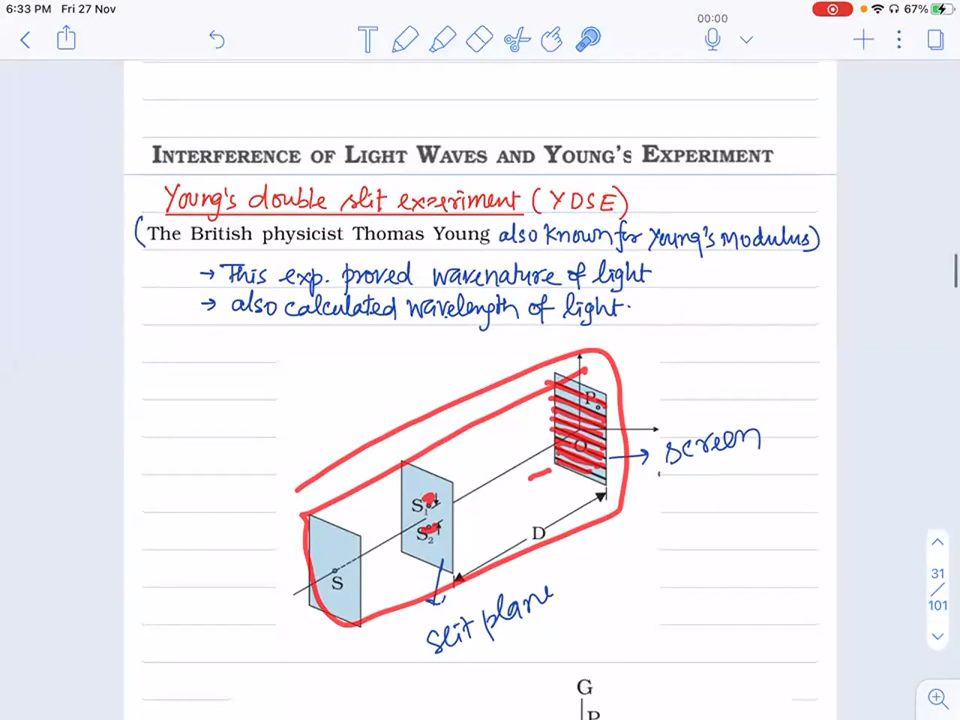 6:33 PM Fri 27 Nov
67%
00:00
T
INTERFERENCE OF LIGHT WAVES AND YOUNG'S EXPERIMENT
Young's double slit experiment (YDSE)
(The British physicist Thomas Young also known for Young's Modulus)
→ This exp. proved wave nature of light
→ also calculated wavelength of light.
P
O
screen
S₁
S₂
D
S
slit plane
31
/
101
G
P